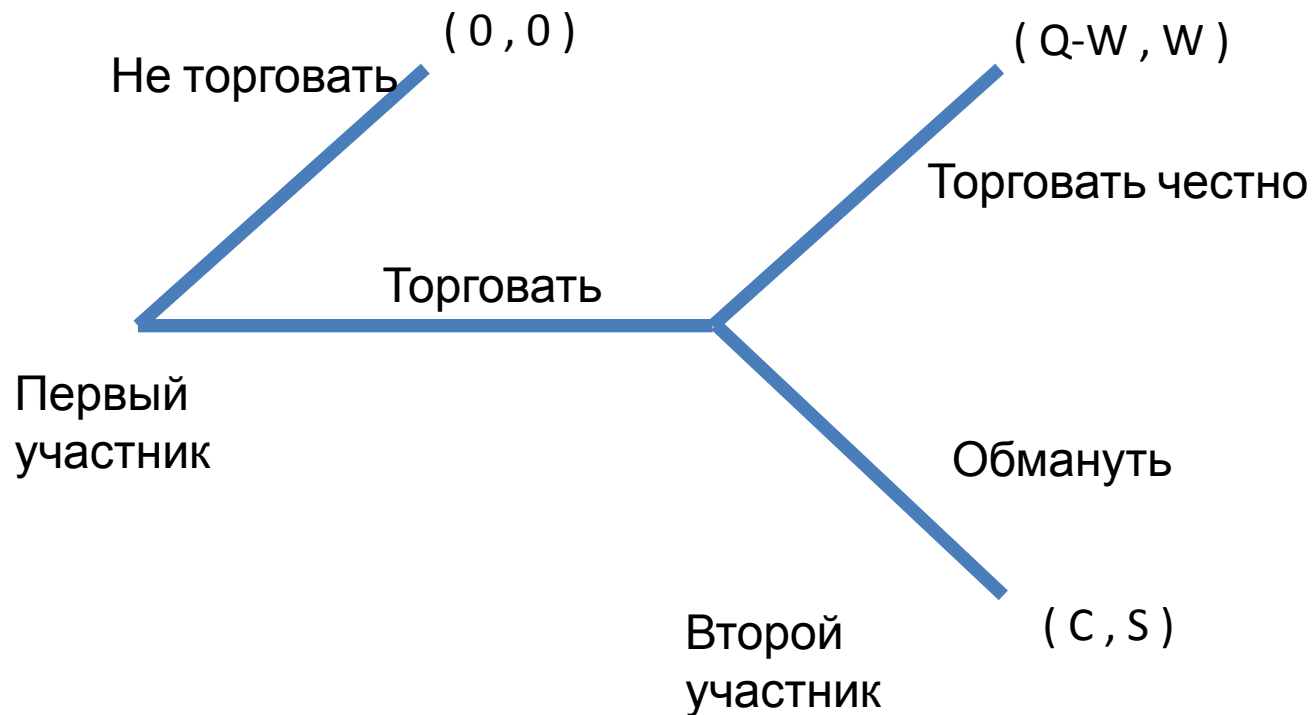 ( 0 , 0 )
( Q-W , W )
Не торговать
Торговать честно
Торговать
Первый
участник
Обмануть
( C , S )
Второй
участник